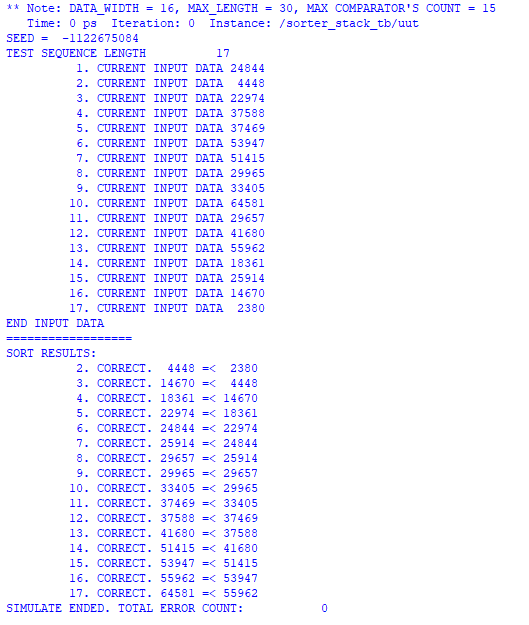 ** Note: DATA_WIDTH = 16, MAX_LENGTH = 30, MAX COMPARATOR'S COUNT = 15
Time: 0 ps Iteration: 0 Instance: /sorter_stack_tb/uut
SEED = -1122675084
TEST SEQUENCE LENGTH 17
1. CURRENT INPUT DATA 24844
2. CURRENT INPUT DATA 4448
3. CURRENT INPUT DATA 22974
4. CURRENT INPUT DATA 37588
5. CURRENT INPUT DATA 37469
6. CURRENT INPUT DATA 53947
7. CURRENT INPUT DATA 51415
8. CURRENT INPUT DATA 29965
9. CURRENT INPUT DATA 33405
10. CURRENT INPUT DATA 64581
11. CURRENT INPUT DATA 29657
12. CURRENT INPUT DATA 41680
13. CURRENT INPUT DATA 55962
14. CURRENT INPUT DATA 18361
15. CURRENT INPUT DATA 25914
16. CURRENT INPUT DATA 14670
17. CURRENT INPUT DATA 2380
END INPUT DATA
==================
SORT RESULTS:
2. CORRECT. 4448 =< 2380
3. CORRECT. 14670 =< 4448
4. CORRECT. 18361 =< 14670
5. CORRECT. 22974 =< 18361
6. CORRECT. 24844 =< 22974
7. CORRECT. 25914 =< 24844
8. CORRECT. 29657 =< 25914
9. CORRECT. 29965 =< 29657
10. CORRECT. 33405 =< 29965
11. CORRECT. 37469 =< 33405
12. CORRECT. 37588 =< 37469
13. CORRECT. 41680 =< 37588
14. CORRECT. 51415 =< 41680
15. CORRECT. 53947 =< 51415
16. CORRECT. 55962 =< 53947
17. CORRECT. 64581 =< 55962
SIMULATE ENDED. TOTAL ERROR COUNT: 0